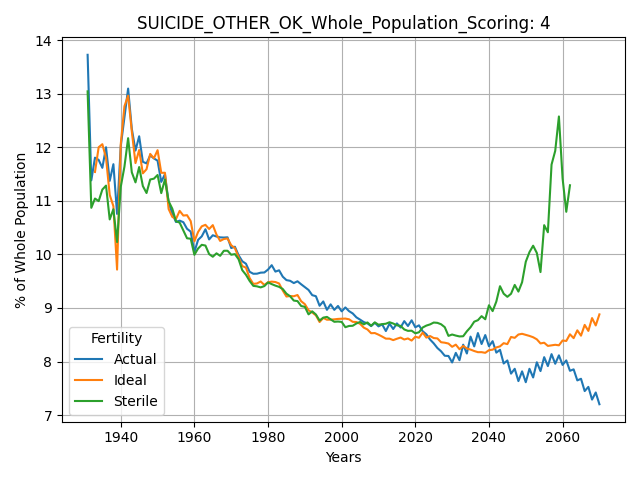 SUICIDE_OTHER_OK_Whole_Population_Scoring: 4
14
13
12
11
10
9
8
7
% of Whole Population
Fertility
Actual
Ideal
Sterile
1940
1960
1980
2000
2020
2040
2060
Years